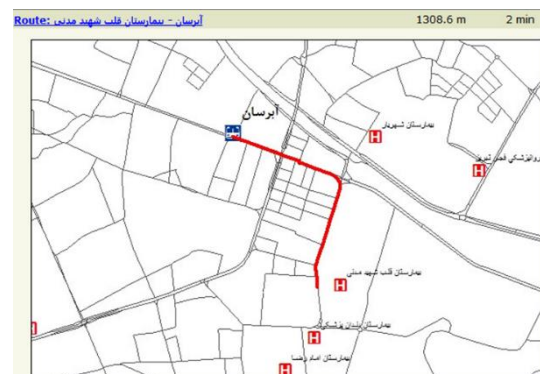 Route: آبرسان - بیمارستان قلب شهید مدنی 1308.6 m 2 min
آبرسان
بیمارستان شهریار
بیمارستان قلب شهید مدنی
بیمارستان امام رضا